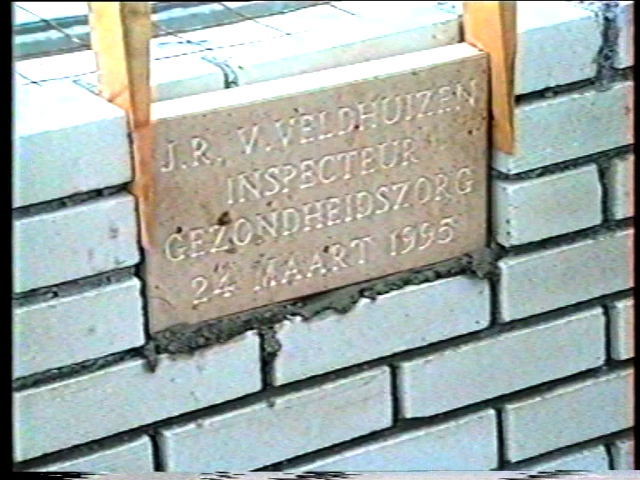 J.R. V. VELDHUIZEN
INSPECTEUR
GEZONDHEIDSZORG
24 MAART 1995